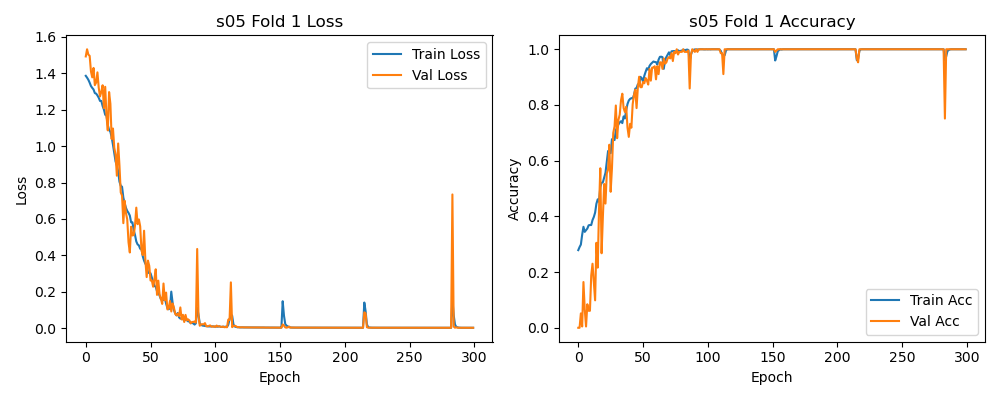 s05 Fold 1 Loss
Loss
1.6
1.4
1.2
1.0
0.8
0.6
0.4
0.2
0.0
Train Loss
Val Loss
0 50 100 150 200 250 300
Epoch
s05 Fold 1 Accuracy
Accuracy
1.0
0.8
0.6
0.4
0.2
0.0
Train Acc
Val Acc
0 50 100 150 200 250 300
Epoch